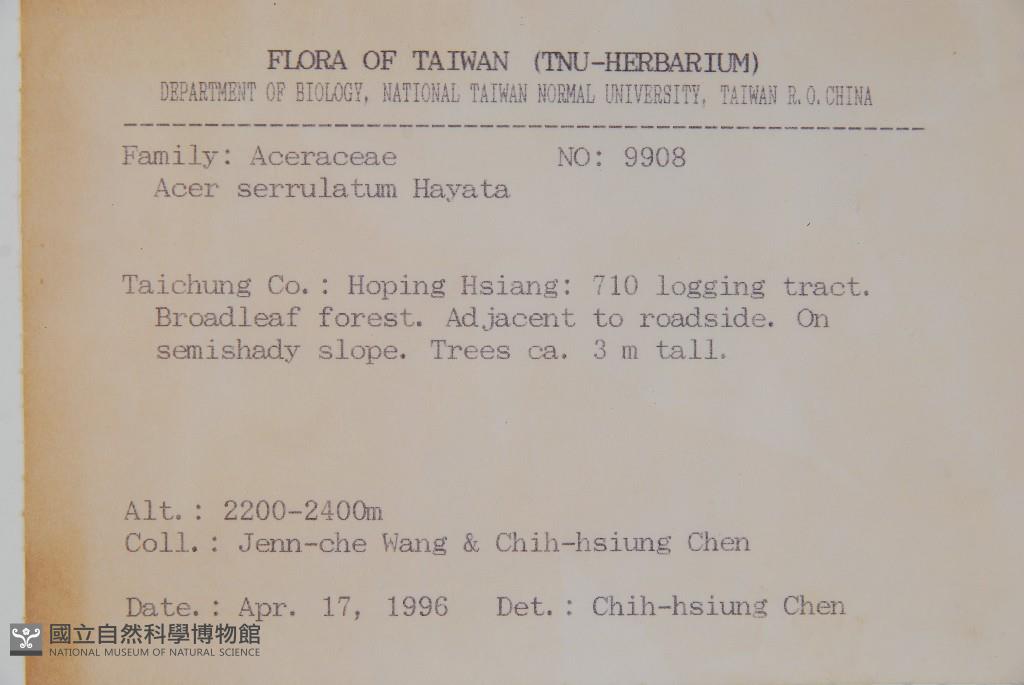 FLORA OF TAIWAN (TNU-HERBARIUM)
DEPARTMENT OF BIOLOGY, NATIONAL TAIWAN NORMAL UNIVERSITY, TAIWAN R.O.CHINA
Family: Aceraceae NO: 9908
Acer serrulatum Hayata
Taichung Co.: Hoping Hsiang: 710 logging tract.
Broadleaf forest. Adjacent to roadside. On
semishady slope. Trees ca. 3 m tall.
Alt.: 2200-2400m
Coll.: Jenn-che Wang & Chih-hsiung Chen
Date.: Apr. 17, 1996 Det.: Chih-hsiung Chen
國立自然科學博物館
NATIONAL MUSEUM OF NATURAL SCIENCE